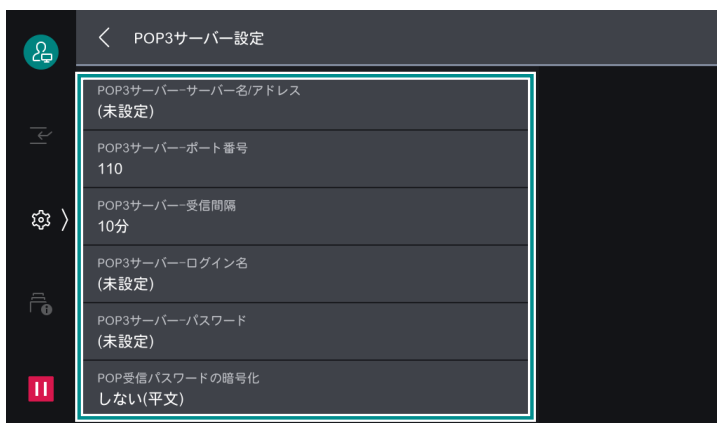 POP3サーバー設定
POP3サーバー-サーバー名/アドレス
(未設定)
POP3サーバー-ポート番号
110
POP3サーバー-受信間隔
10分
POP3サーバー-ログイン名
(未設定)
POP3サーバー-パスワード
(未設定)
POP受信パスワードの暗号化
しない(平文)